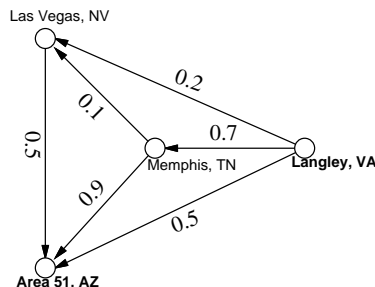 Las Vegas, NV
0.2
0.1
0.7
0.5
Memphis, TN
Langley, VA
0.9
0.5
Area 51, AZ